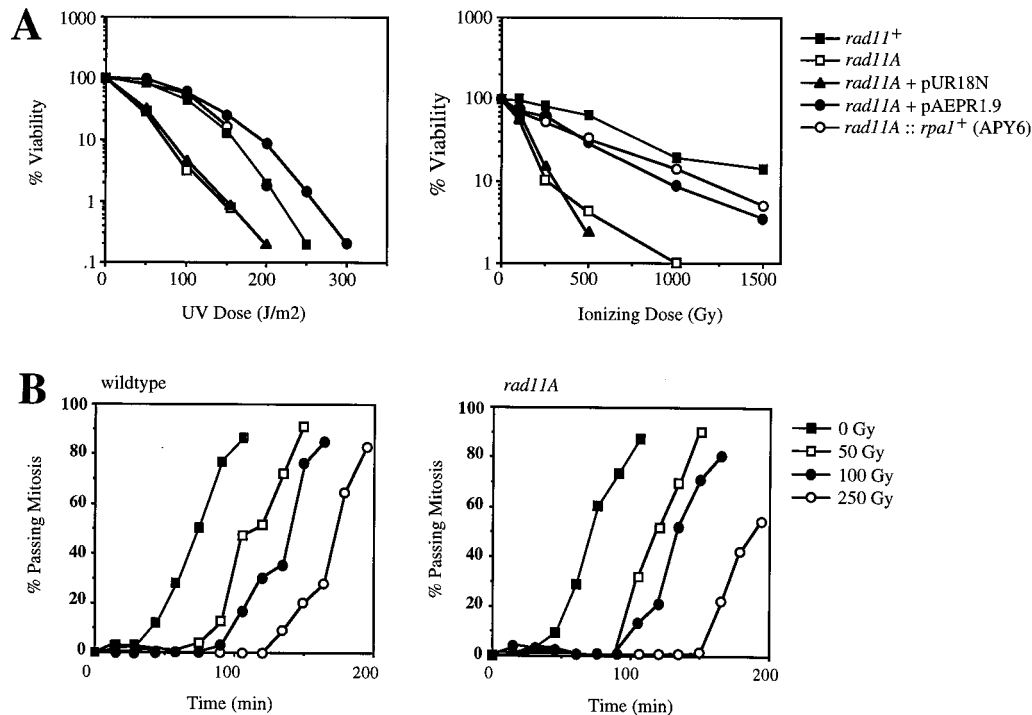 A
1000
100
10
1
.1
% Viability
0
100
200
300
UV Dose (J/m2)
1000
100
10
1
% Viability
0
500
1000
1500
Ionizing Dose (Gy)
rad11+
rad11A
rad11A + pUR18N
rad11A + pAEPR1.9
rad11A :: rpa1+ (APY6)
B
wildtype
100
80
60
40
20
0
% Passing Mitosis
0
100
200
Time (min)
rad11A
100
80
60
40
20
0
% Passing Mitosis
0
100
200
Time (min)
0 Gy
50 Gy
100 Gy
250 Gy